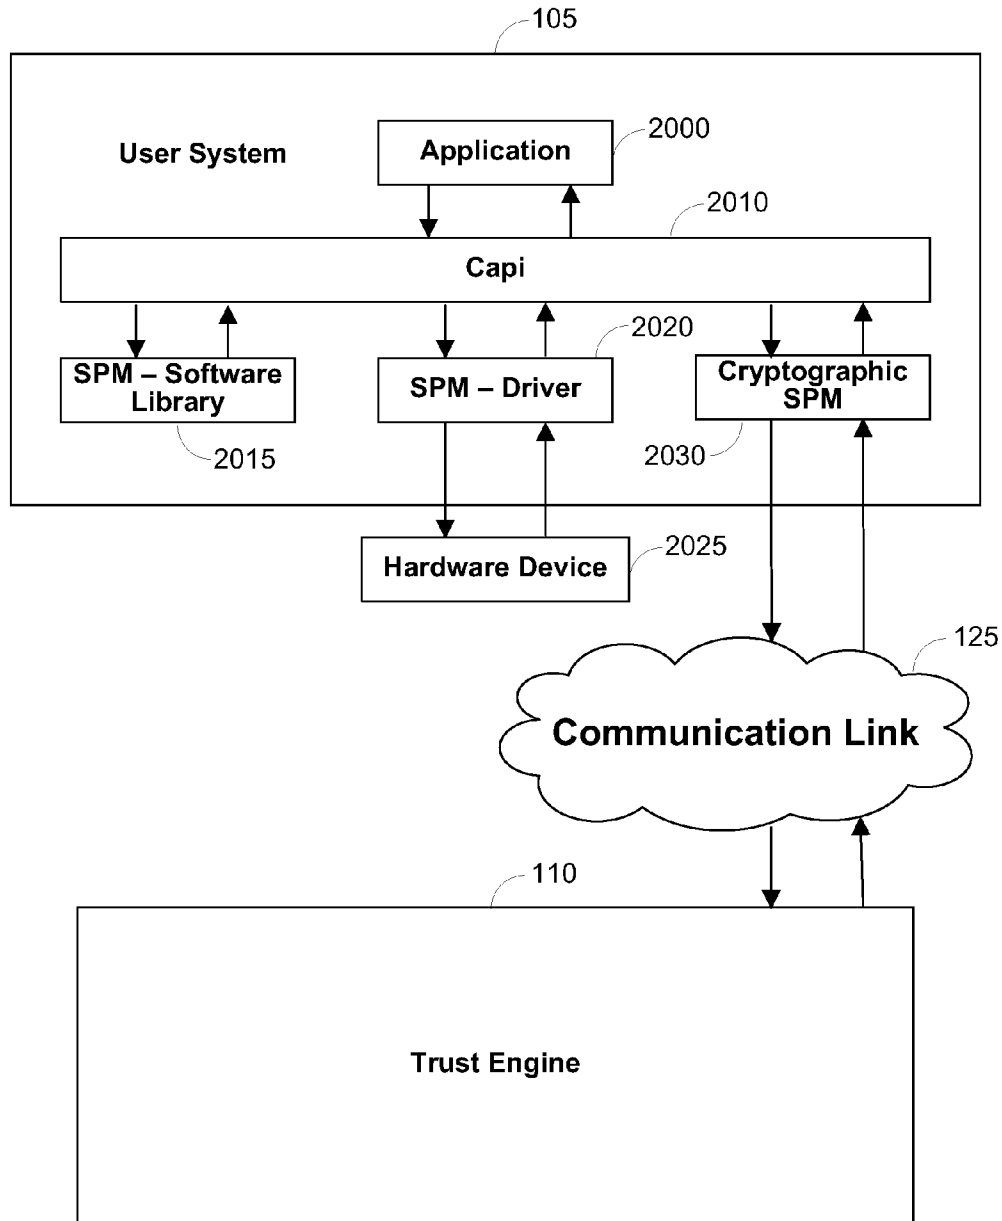 105
User System
Application
2000
2010
Capi
2020
SPM – Software
Library
SPM – Driver
Cryptographic
SPM
2015
2030
Hardware Device
2025
125
Communication Link
110
Trust Engine